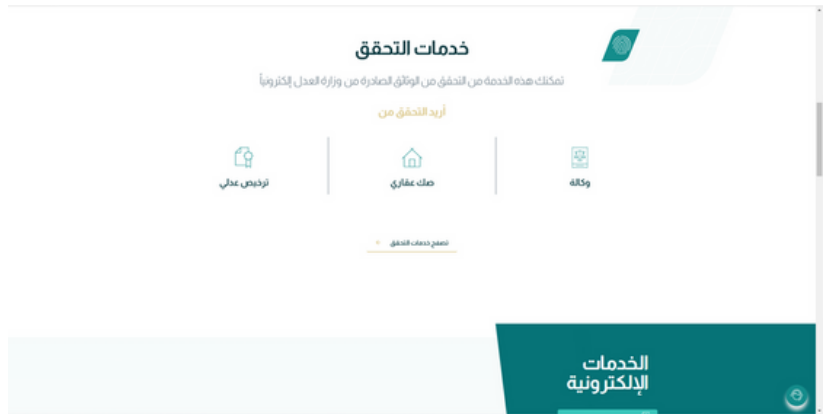 خدمات التحقق
تمكنك هذه الخدمة من التحقق من الوثائق الصادرة من وزارة العدل إلكترونياً
أريد التحقق من
وكالة
صك عقاري
ترخيص عدلي
تصفح خدمات التحقق
الخدمات
الإلكترونية